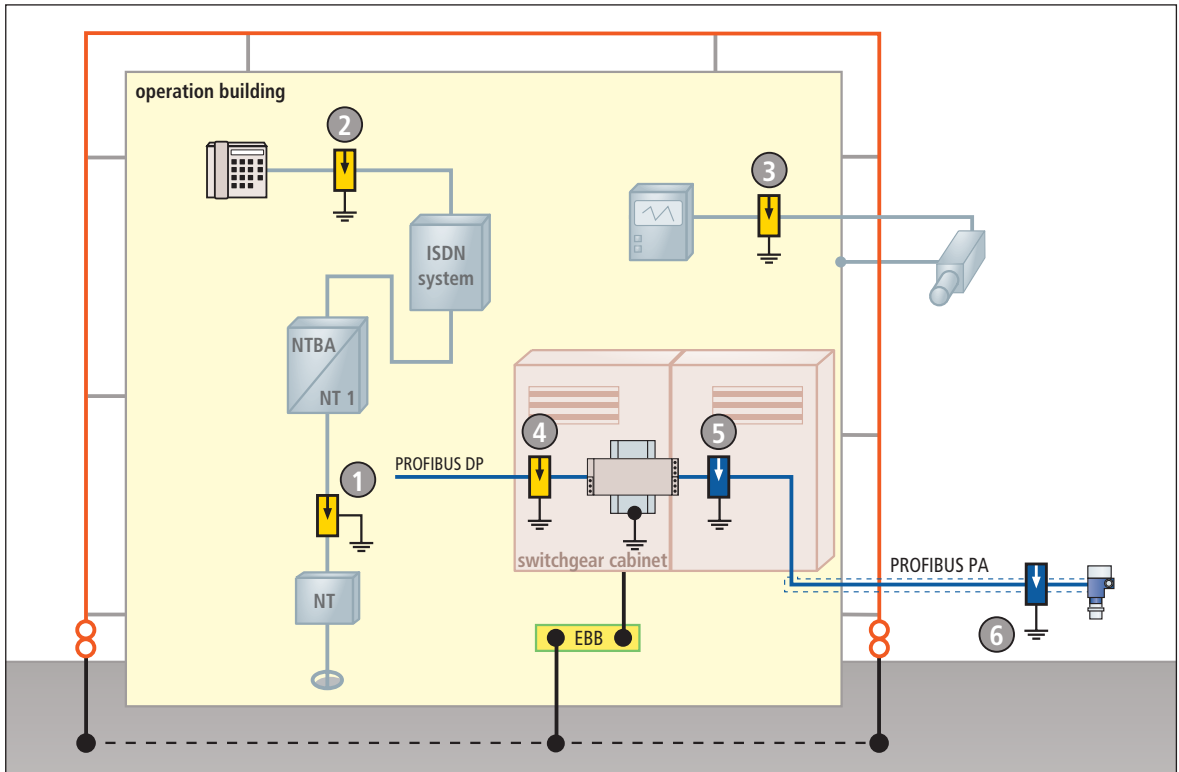 operation building
2
3
ISDN
system
NTBA
NT 1
4
5
PROFIBUS DP
1
switchgear cabinet
PROFIBUS PA
NT
EBB
6